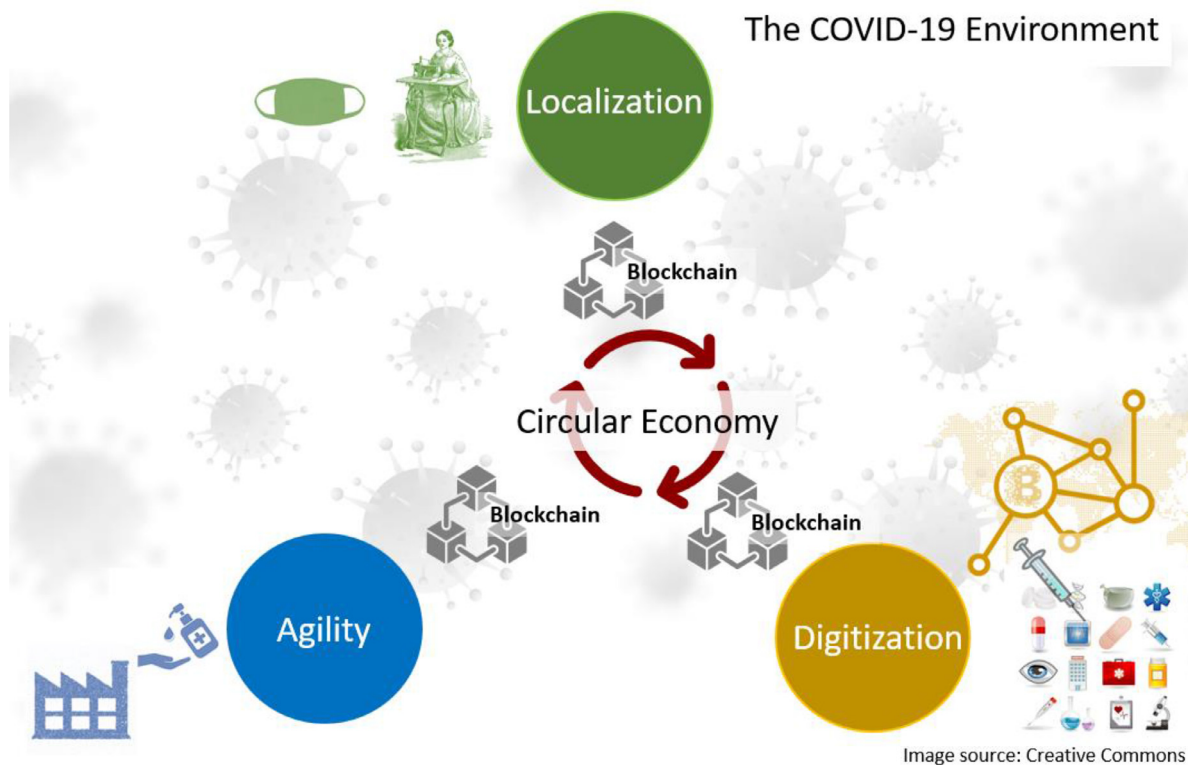 The COVID-19 Environment
Localization
Blockchain
Circular Economy
Blockchain
Blockchain
Agility
Digitization
Image source: Creative Commons